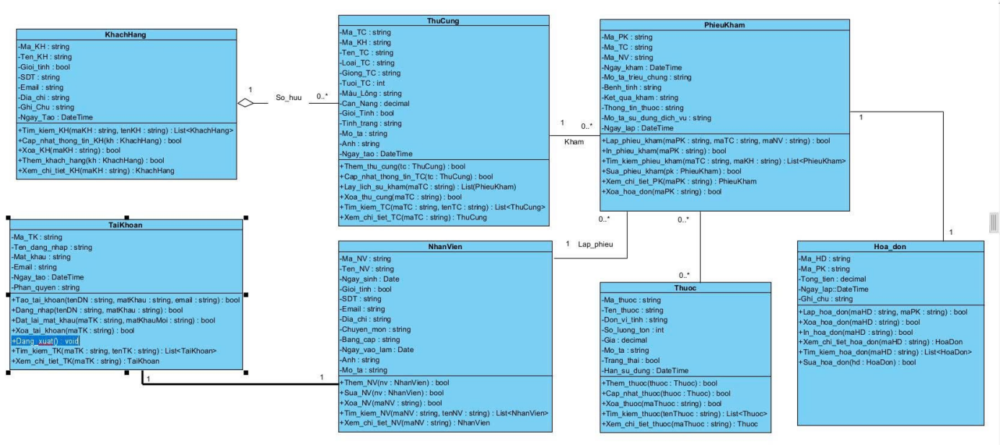 KhachHang
-Ma_KH : string
-Ten_KH : string
-Gioi_tinh : bool
-SDT : string
-Email : string
-Dia_chi : string
-Ghi_Chu : string
-Ngay_Tao : DateTime
+Tim_kiem_KH(maKH : string, tenKH : string) : List<KhachHang>
+Cap_nhat_thong_tin_KH(kh : KhachHang) : bool
+Xoa_KH(maKH : string) : bool
+Them_khach_hang(kh : KhachHang) : bool
+Xem_chi_tiet_KH(maKH : string) : KhachHang
1
So_huu
0..*
ThuCung
-Ma_TC : string
-Ma_KH : string
-Ten_TC : string
-Loai_TC : string
-Giong_TC : string
-Tuoi_TC : int
-Màu_Lông : string
-Can_Nang : decimal
-Gioi_Tinh : bool
-Tinh_trang : string
-Mo_ta : string
-Anh : string
-Ngay_tao : DateTime
+Them_thu_cung(tc : ThuCung) : bool
+Cap_nhat_thong_tin_TC(tc : ThuCung) : bool
+Lay_lich_su_kham(maTC : string) : List(PhieuKham)
+Xoa_thu_cung(maTC : string) : bool
+Tim_kiem_TC(maTC : string, tenTC : string) : List<ThuCung>
+Xem_chi_tiet_TC(maTC : string) : ThuCung
1
0..*
Kham
PhieuKham
-Ma_PK : string
-Ma_TC : string
-Ma_NV : string
-Ngay_kham : DateTime
-Mo_ta_trieu_chung : string
-Benh_tinh : string
-Ket_qua_kham : string
-Thong_tin_thuoc : string
-Mo_ta_su_dung_dich_vu : string
-Ngay_lap : DateTime
+Lap_phieu_kham(maPK : string, maTC : string, maNV : string) : bool
+In_phieu_kham(maPK : string) : bool
+Tim_kiem_phieu_kham(maTC : string, maKH : string) : List<PhieuKham>
+Sua_phieu_kham(pk : PhieuKham) : bool
+Xem_chi_tiet_PK(maPK : string) : PhieuKham
+Xoa_hoa_don(maPK : string) : bool
1
1
0..*
0..*
TaiKhoan
-Ma_TK : string
-Ten_dang_nhap : string
-Mat_khau : string
-Email : string
-Ngay_tao : DateTime
-Phan_quyen : string
+Tao_tai_khoan(tenDN : string, matKhau : string, email : string) : bool
+Dang_nhap(tenDN : string, matKhau : string) : bool
+Dat_lai_mat_khau(maTK : string, matKhauMoi : string) : bool
+Xoa_tai_khoan(maTK : string) : bool
+Dang_xuat() : void
+Tim_kiem_TK(maTK : string, tenTK : string) : List<TaiKhoan>
+Xem_chi_tiet_TK(maTK : string) : TaiKhoan
1
1
NhanVien
-Ma_NV : string
-Ten_NV : string
-Ngay_sinh : Date
-Gioi_tinh : bool
-SDT : string
-Email : string
-Dia_chi : string
-Chuyen_mon : string
-Bang_cap : string
-Ngay_vao_lam : Date
-Anh : string
-Mo_ta : string
+Them_NV(nv : NhanVien) : bool
+Sua_NV(nv : NhanVien) : bool
+Xoa_NV(maNV : string) : bool
+Tim_kiem_NV(maNV : string, tenNV : string) : List<NhanVien>
+Xem_chi_tiet_NV(maNV : string) : NhanVien
1 Lap_phieu
0..*
Thuoc
-Ma_thuoc : string
-Ten_thuoc : string
-Don_vi_tinh : string
-So_luong_ton : int
-Gia : decimal
-Mo_ta : string
-Trang_thai : bool
-Han_su_dung : DateTime
+Them_thuoc(thuoc : Thuoc) : bool
+Cap_nhat_thuoc(thuoc : Thuoc) : bool
+Xoa_thuoc(maThuoc : string) : bool
+Tim_kiem_thuoc(tenThuoc : string) : List<Thuoc>
+Xem_chi_tiet_thuoc(maThuoc : string) : Thuoc
Hoa_don
-Ma_HD : string
-Ma_PK : string
-Tong_tien : decimal
-Ngay_lap::DateTime
-Ghi_chu : string
+Lap_hoa_don(maHD : string, maPK : string) : bool
+Xoa_hoa_don(maHD : string) : bool
+In_hoa_don(maHD : string) : bool
+Xem_chi_tiet_hoa_don(maHD : string) : HoaDon
+Tim_kiem_hoa_don(maHD : string) : List<HoaDon>
+Sua_hoa_don(hd : HoaDon) : bool